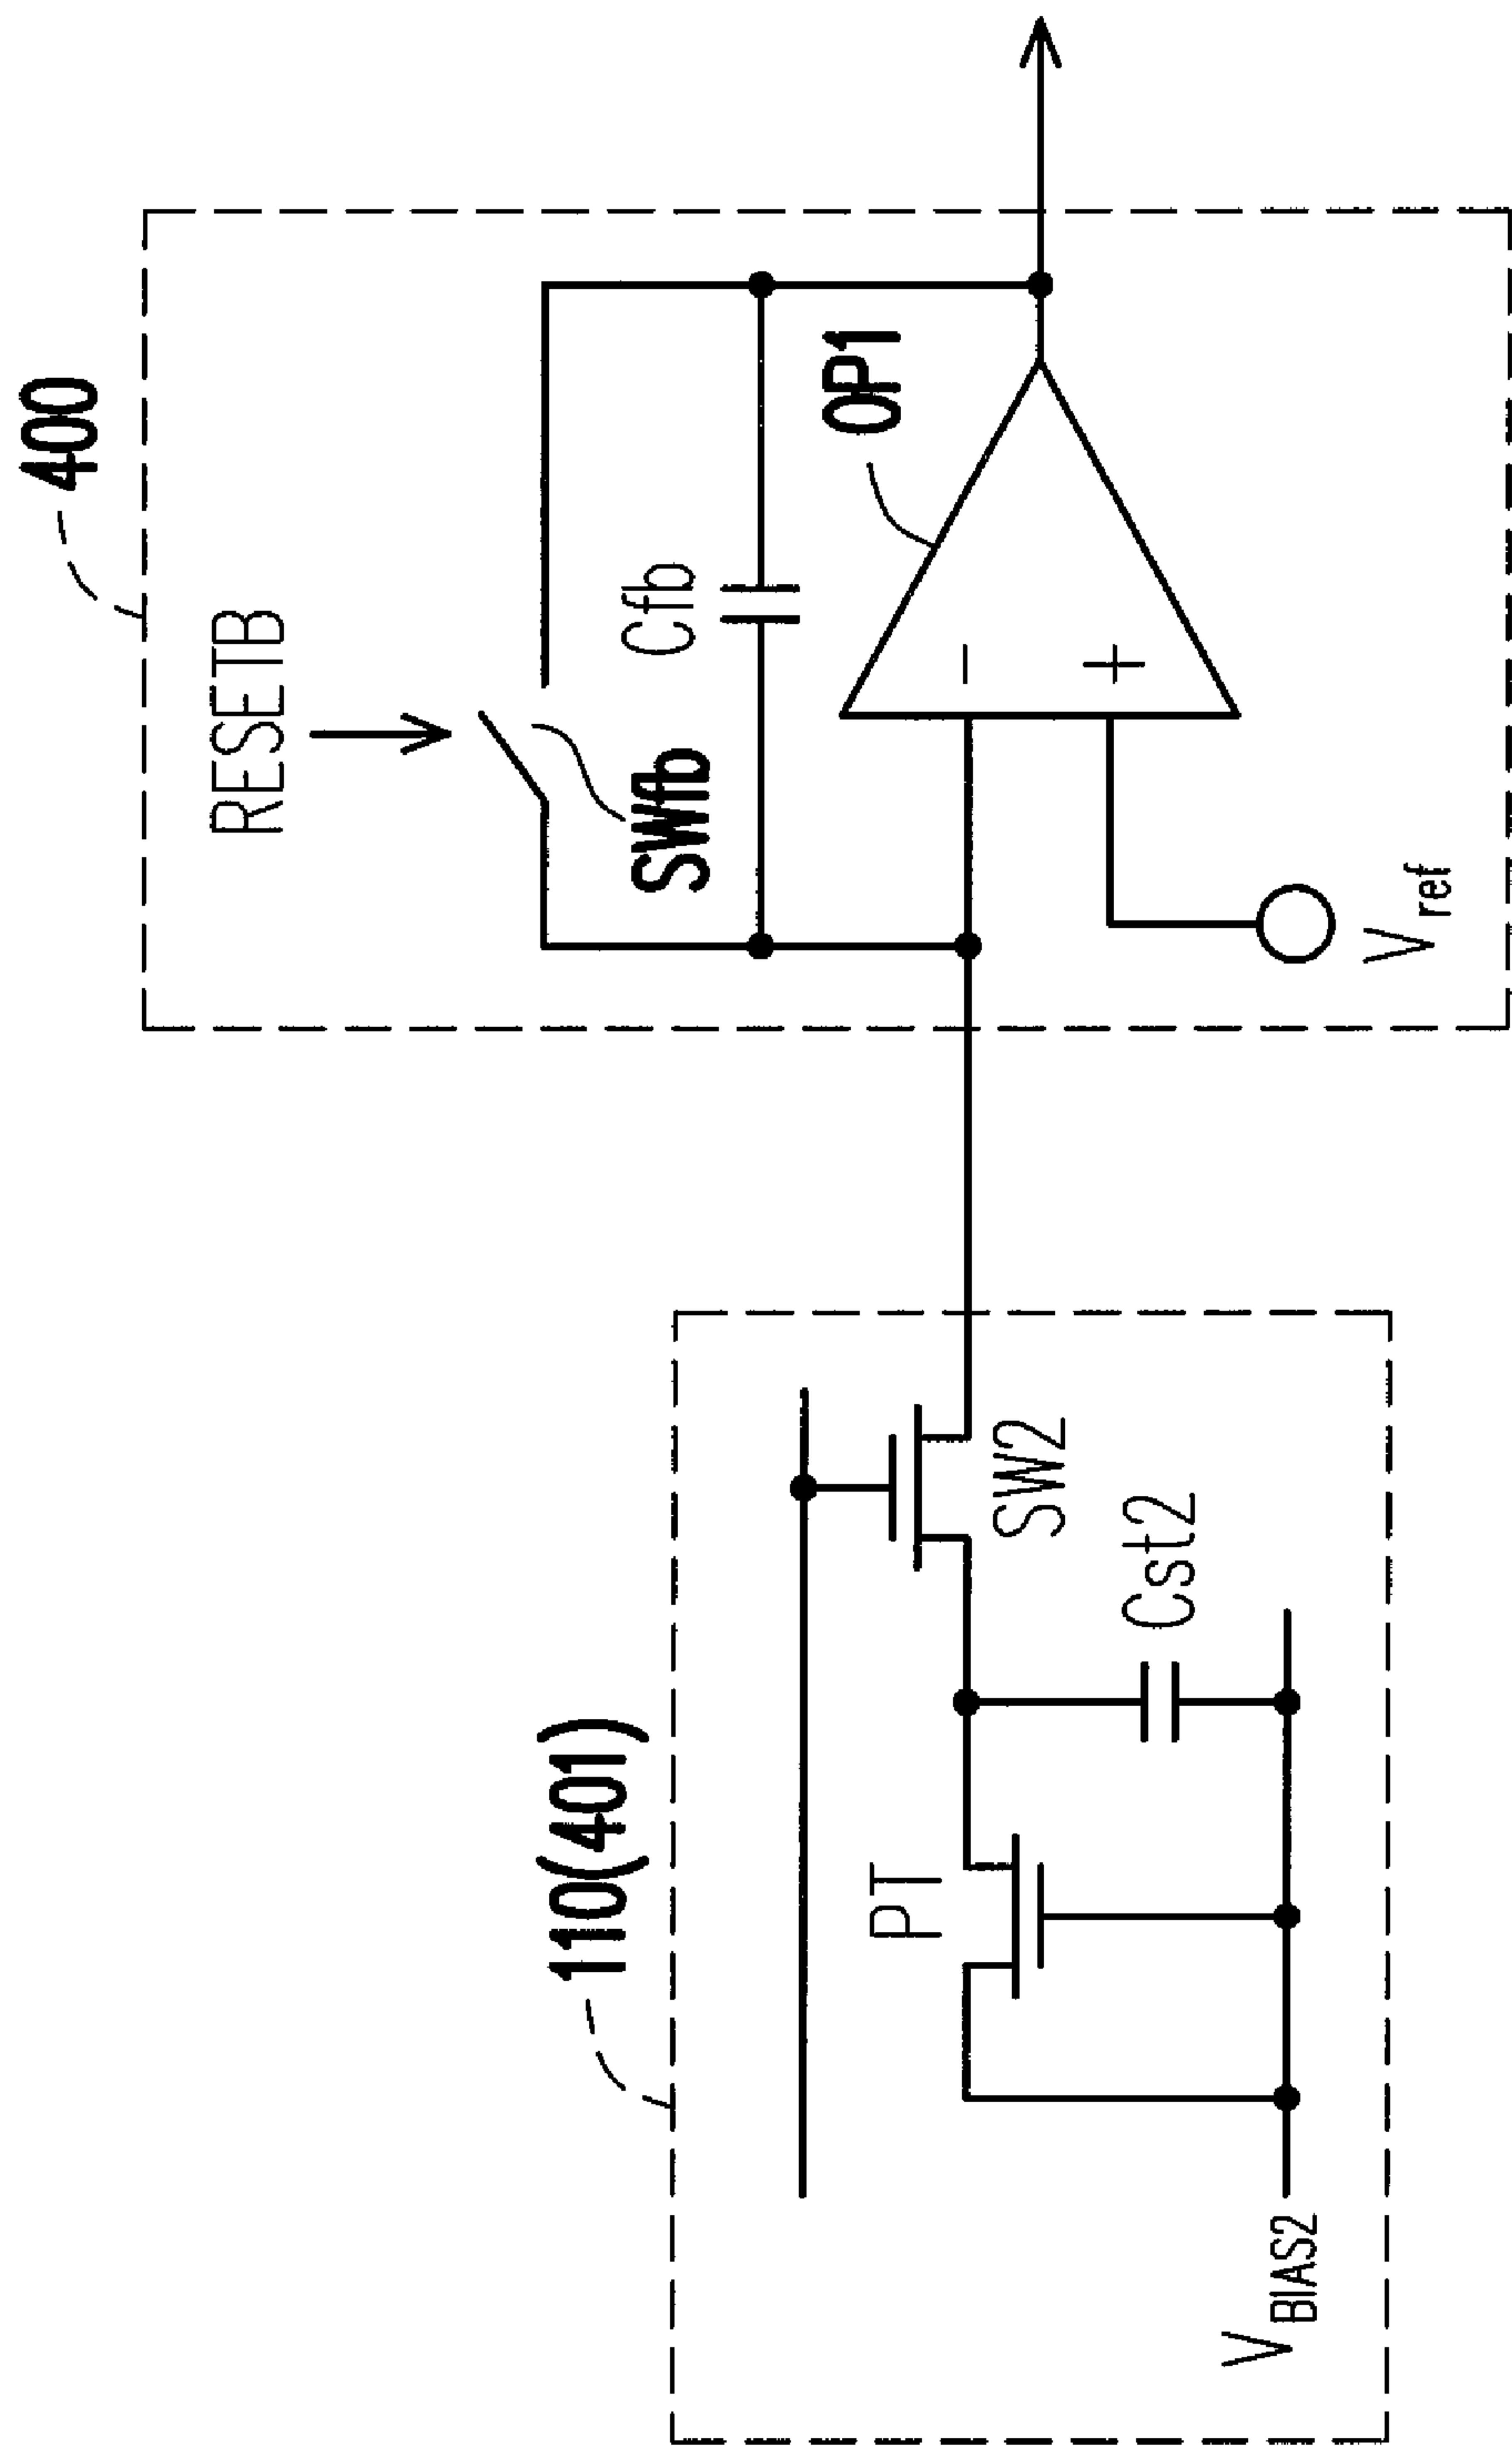 400
RESETB
SWfb
Cfb
OP1
−
+
Vref
110(401)
SW2
PT
Cst2
VBIAS2